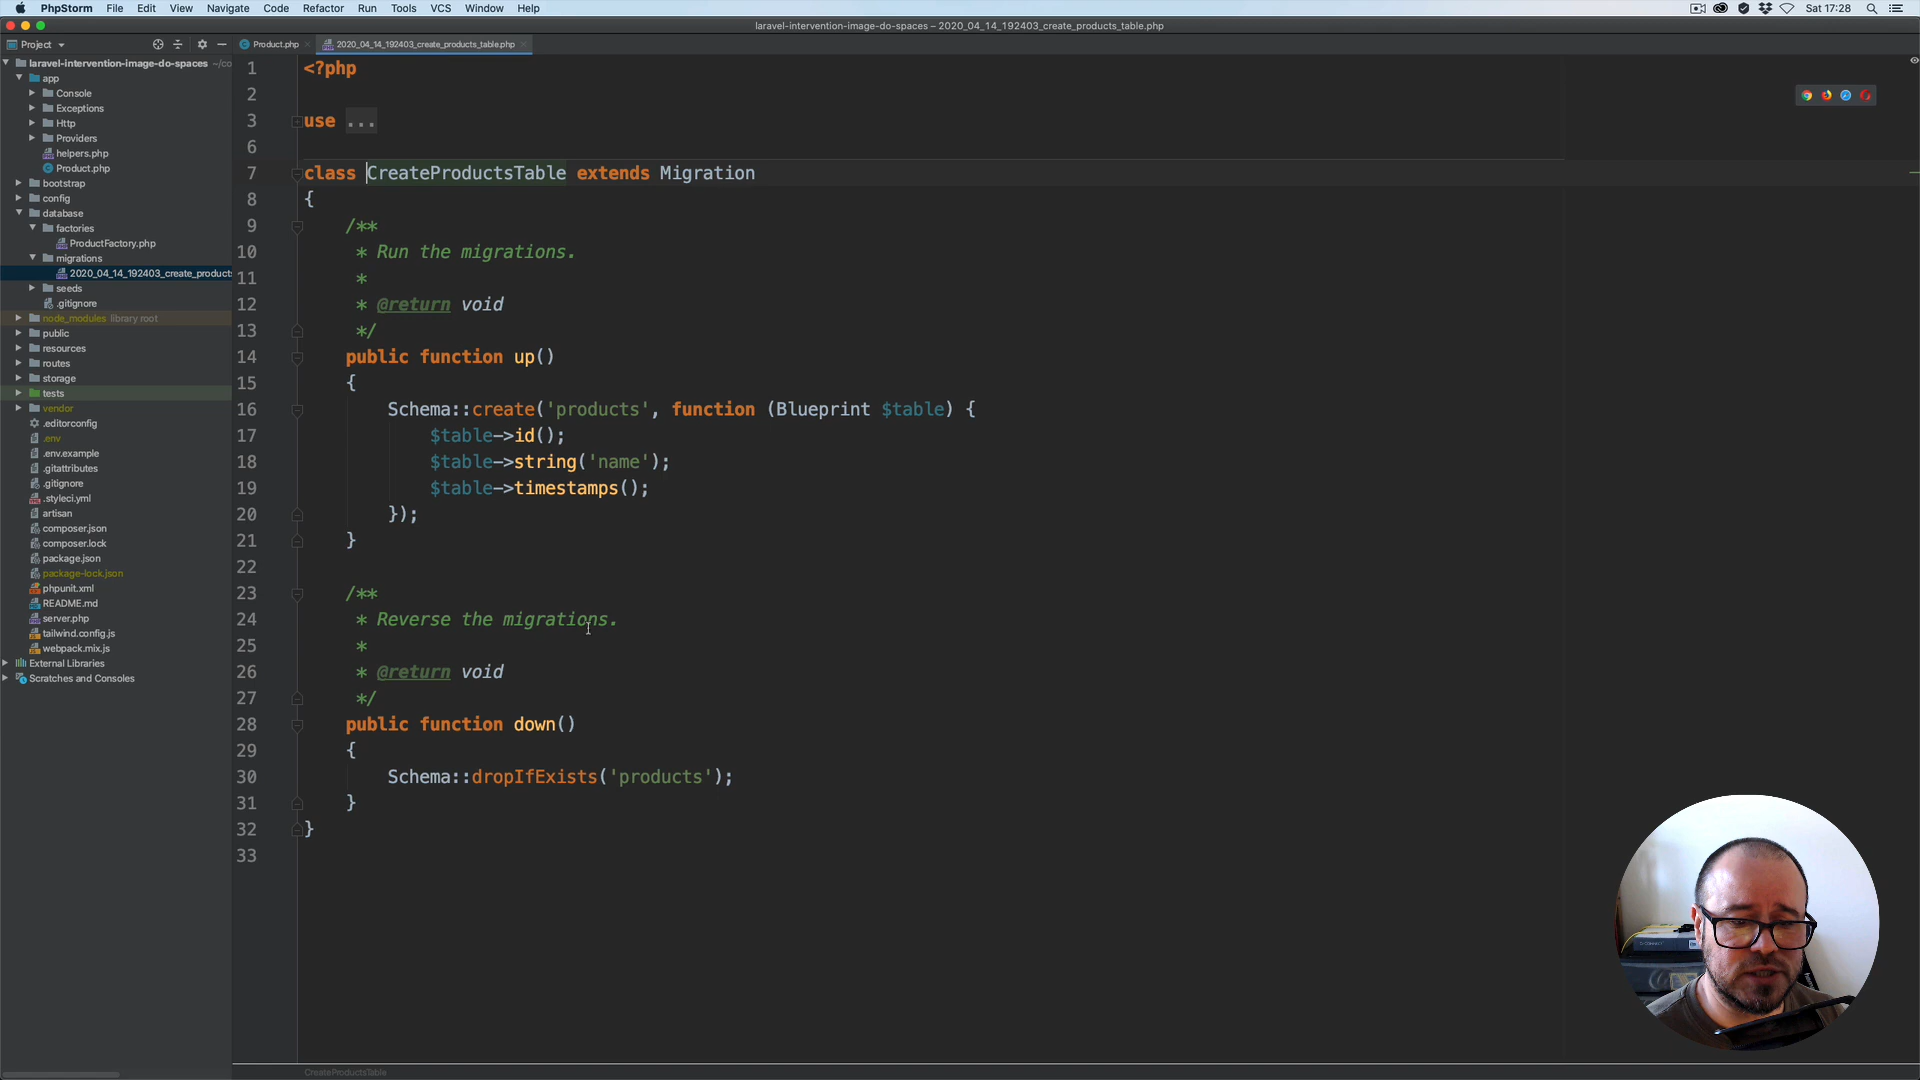 PhpStorm File Edit View Navigate Code Refactor Run Tools VCS Window Help Sat 17:28
laravel-intervention-image-do-spaces – 2020_04_14_192403_create_products_table.php
Project
Product.php 2020_04_14_192403_create_products_table.php
laravel-intervention-image-do-spaces ~/co
app
Console
Exceptions
Http
Providers
helpers.php
Product.php
bootstrap
config
database
factories
ProductFactory.php
migrations
2020_04_14_192403_create_products
seeds
.gitignore
node_modules library root
public
resources
routes
storage
tests
vendor
.editorconfig
.env
.env.example
.gitattributes
.gitignore
.styleci.yml
artisan
composer.json
composer.lock
package.json
package-lock.json
phpunit.xml
README.md
server.php
tailwind.config.js
webpack.mix.js
External Libraries
Scratches and Consoles
1 <?php
2
3 use ...
6
7 class CreateProductsTable extends Migration
8 {
9 /**
10 * Run the migrations.
11 *
12 * @return void
13 */
14 public function up()
15 {
16 Schema::create('products', function (Blueprint $table) {
17 $table->id();
18 $table->string('name');
19 $table->timestamps();
20 });
21 }
22
23 /**
24 * Reverse the migrations.
25 *
26 * @return void
27 */
28 public function down()
29 {
30 Schema::dropIfExists('products');
31 }
32 }
33
CreateProductsTable